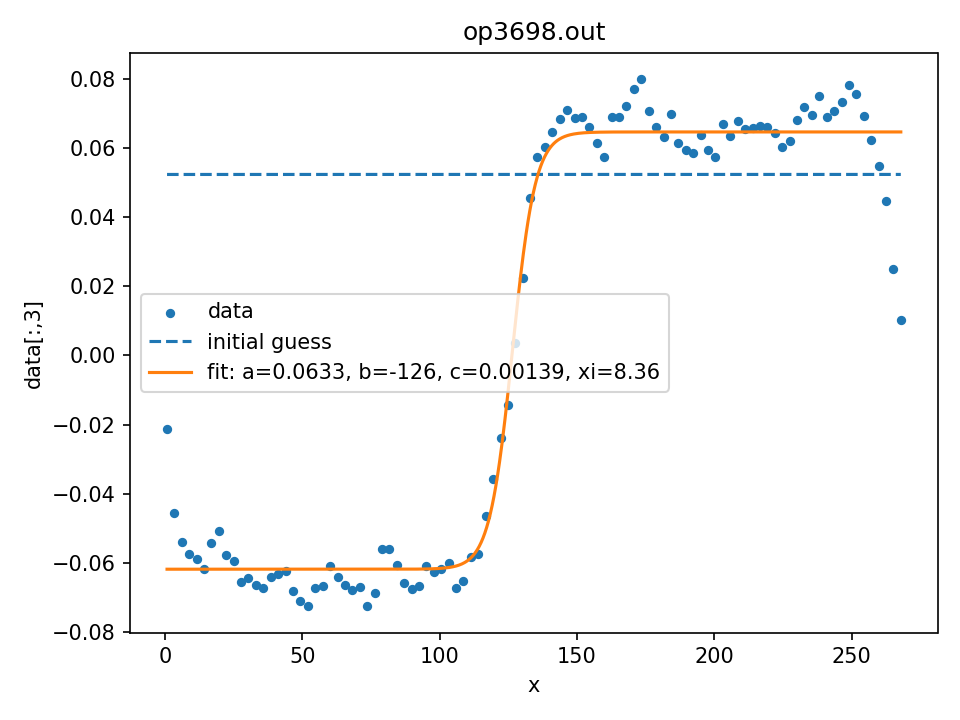 op3698.out
0.08
0.06
0.04
0.02
0.00
−0.02
−0.04
−0.06
−0.08
data[:,3]
data
initial guess
fit: a=0.0633, b=-126, c=0.00139, xi=8.36
0 50 100 150 200 250
x